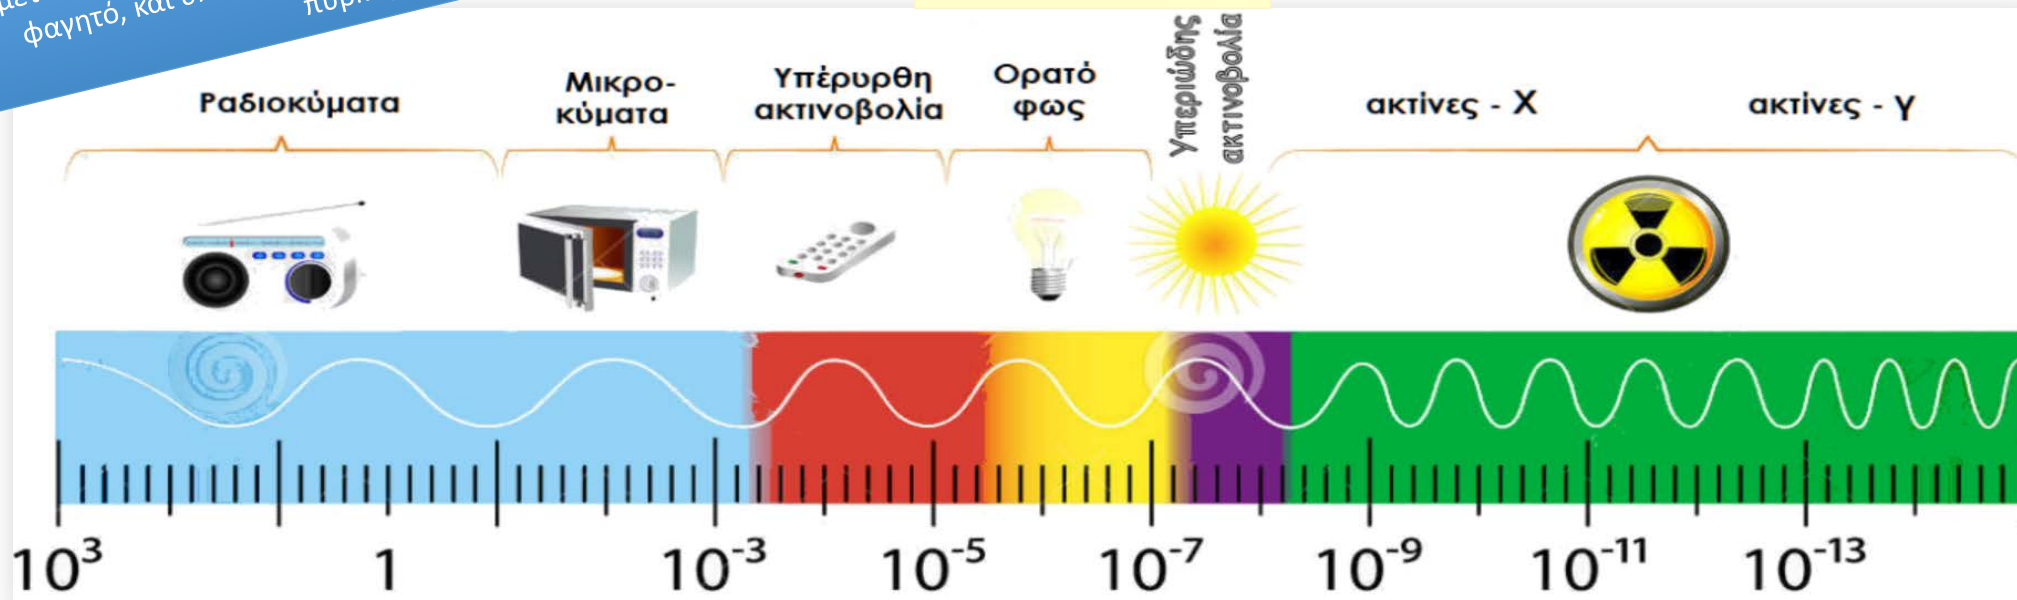 φαγητό, και
Ραδιοκύματα
Μικρο-
κύματα
Υπέρυρθη
ακτινοβολία
Ορατό
φως
Υπεριώδης
ακτινοβολία
ακτίνες - X
ακτίνες - γ
10³
1
10⁻³
10⁻⁵
10⁻⁷
10⁻⁹
10⁻¹¹
10⁻¹³